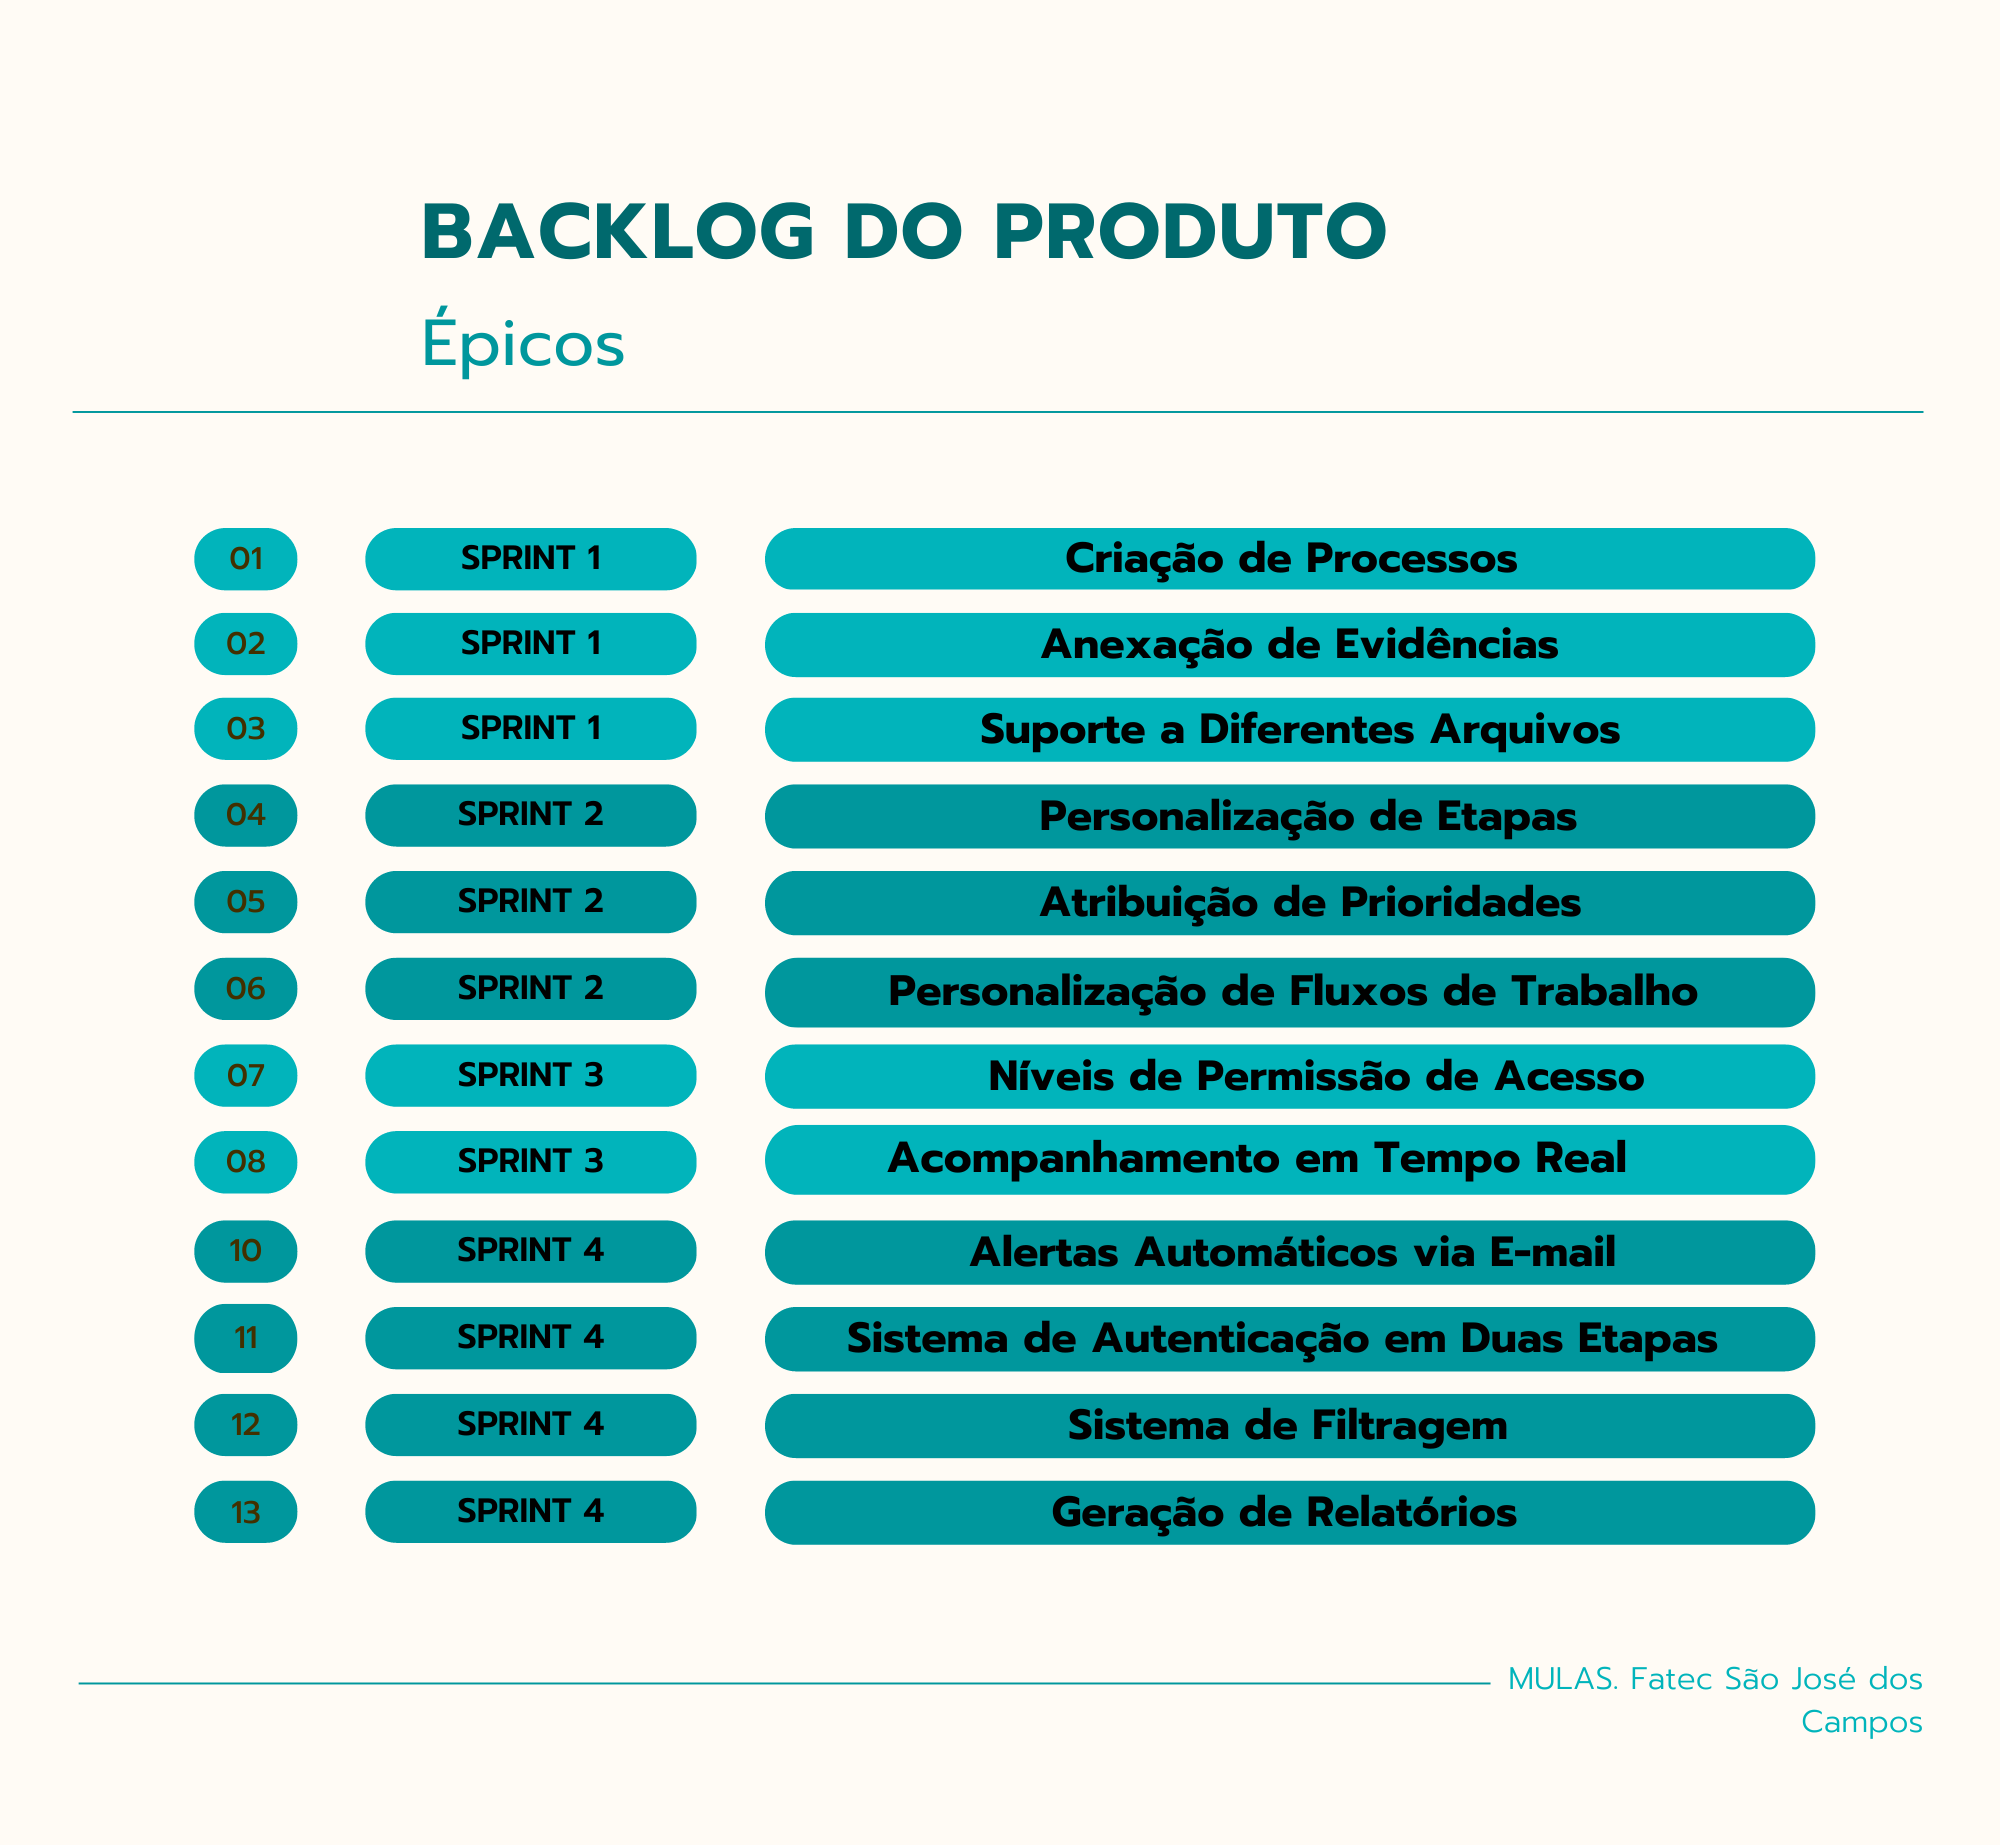 BACKLOG DO PRODUTO
Épicos
01 SPRINT 1 Criação de Processos
02 SPRINT 1 Anexação de Evidências
03 SPRINT 1 Suporte a Diferentes Arquivos
04 SPRINT 2 Personalização de Etapas
05 SPRINT 2 Atribuição de Prioridades
06 SPRINT 2 Personalização de Fluxos de Trabalho
07 SPRINT 3 Níveis de Permissão de Acesso
08 SPRINT 3 Acompanhamento em Tempo Real
10 SPRINT 4 Alertas Automáticos via E-mail
11 SPRINT 4 Sistema de Autenticação em Duas Etapas
12 SPRINT 4 Sistema de Filtragem
13 SPRINT 4 Geração de Relatórios
MULAS. Fatec São José dos
Campos